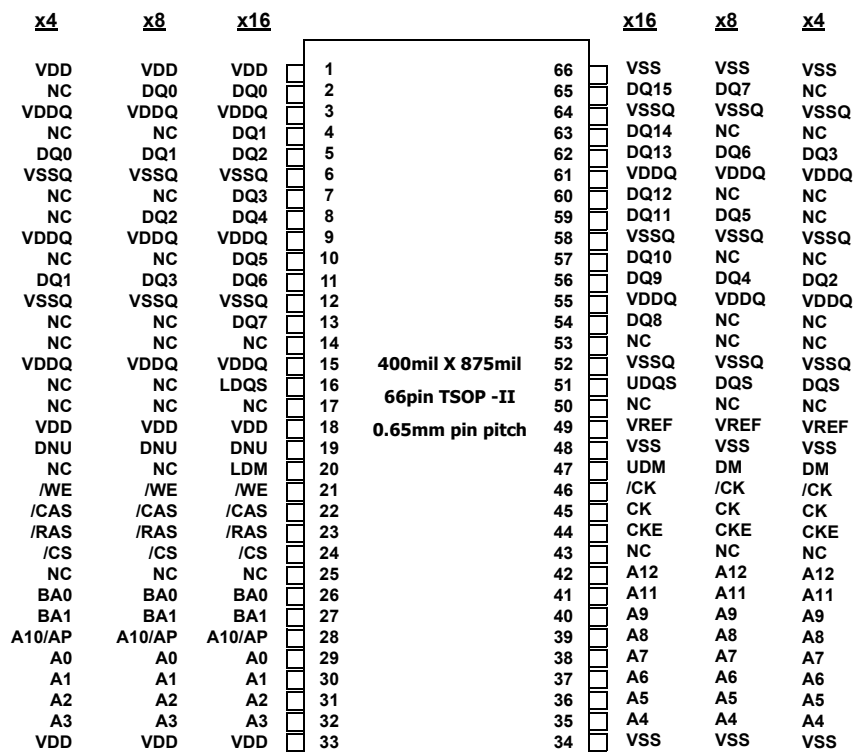 x4 x8 x16 x16 x8 x4
VDD VDD VDD 1 66 VSS VSS VSS
NC DQ0 DQ0 2 65 DQ15 DQ7 NC
VDDQ VDDQ VDDQ 3 64 VSSQ VSSQ VSSQ
NC NC DQ1 4 63 DQ14 NC NC
DQ0 DQ1 DQ2 5 62 DQ13 DQ6 DQ3
VSSQ VSSQ VSSQ 6 61 VDDQ VDDQ VDDQ
NC NC DQ3 7 60 DQ12 NC NC
NC DQ2 DQ4 8 59 DQ11 DQ5 NC
VDDQ VDDQ VDDQ 9 58 VSSQ VSSQ VSSQ
NC NC DQ5 10 57 DQ10 NC NC
DQ1 DQ3 DQ6 11 56 DQ9 DQ4 DQ2
VSSQ VSSQ VSSQ 12 55 VDDQ VDDQ VDDQ
NC NC DQ7 13 54 DQ8 NC NC
NC NC NC 14 53 NC NC NC
VDDQ VDDQ VDDQ 15 400mil X 875mil 52 VSSQ VSSQ VSSQ
NC NC LDQS 16 66pin TSOP -II 51 UDQS DQS DQS
NC NC NC 17 50 NC NC NC
VDD VDD VDD 18 0.65mm pin pitch 49 VREF VREF VREF
DNU DNU DNU 19 48 VSS VSS VSS
NC NC LDM 20 47 UDM DM DM
/WE /WE /WE 21 46 /CK /CK /CK
/CAS /CAS /CAS 22 45 CK CK CK
/RAS /RAS /RAS 23 44 CKE CKE CKE
/CS /CS /CS 24 43 NC NC NC
NC NC NC 25 42 A12 A12 A12
BA0 BA0 BA0 26 41 A11 A11 A11
BA1 BA1 BA1 27 40 A9 A9 A9
A10/AP A10/AP A10/AP 28 39 A8 A8 A8
A0 A0 A0 29 38 A7 A7 A7
A1 A1 A1 30 37 A6 A6 A6
A2 A2 A2 31 36 A5 A5 A5
A3 A3 A3 32 35 A4 A4 A4
VDD VDD VDD 33 34 VSS VSS VSS